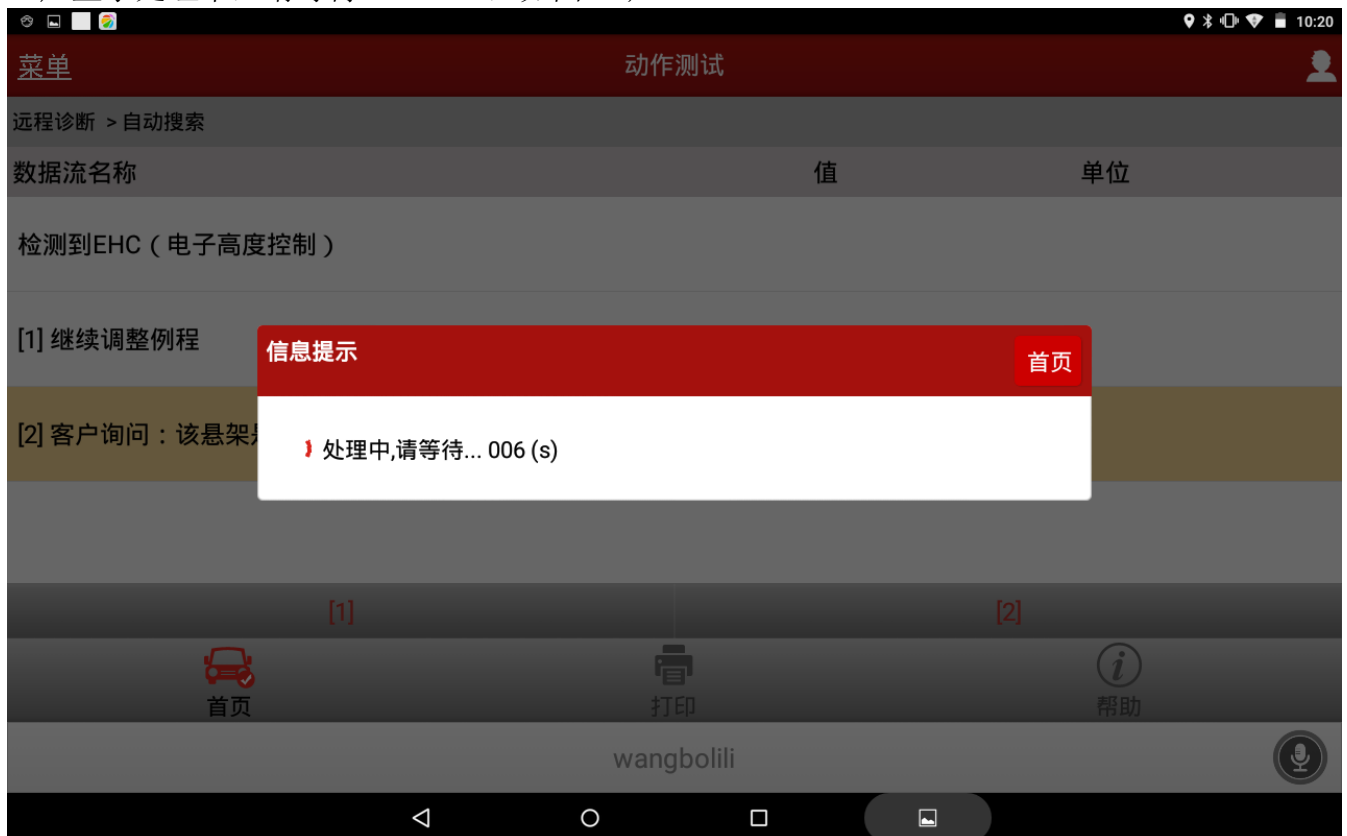 10:20
菜单
动作测试
远程诊断 > 自动搜索
数据流名称 值 单位
检测到EHC（电子高度控制）
[1] 继续调整例程
信息提示
首页
[2] 客户询问：该悬架
处理中,请等待... 006 (s)
[1] [2]
首页 打印 帮助
wangbolili